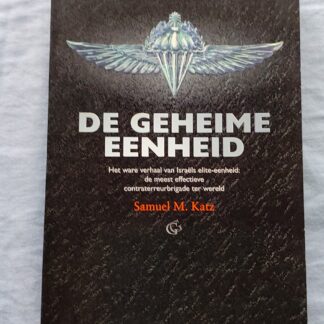 DE GEHEIME
EENHEID
Het ware verhaal van Israëls elite-eenheid:
de meest effectieve
contraterreurbrigade ter wereld
Samuel M. Katz